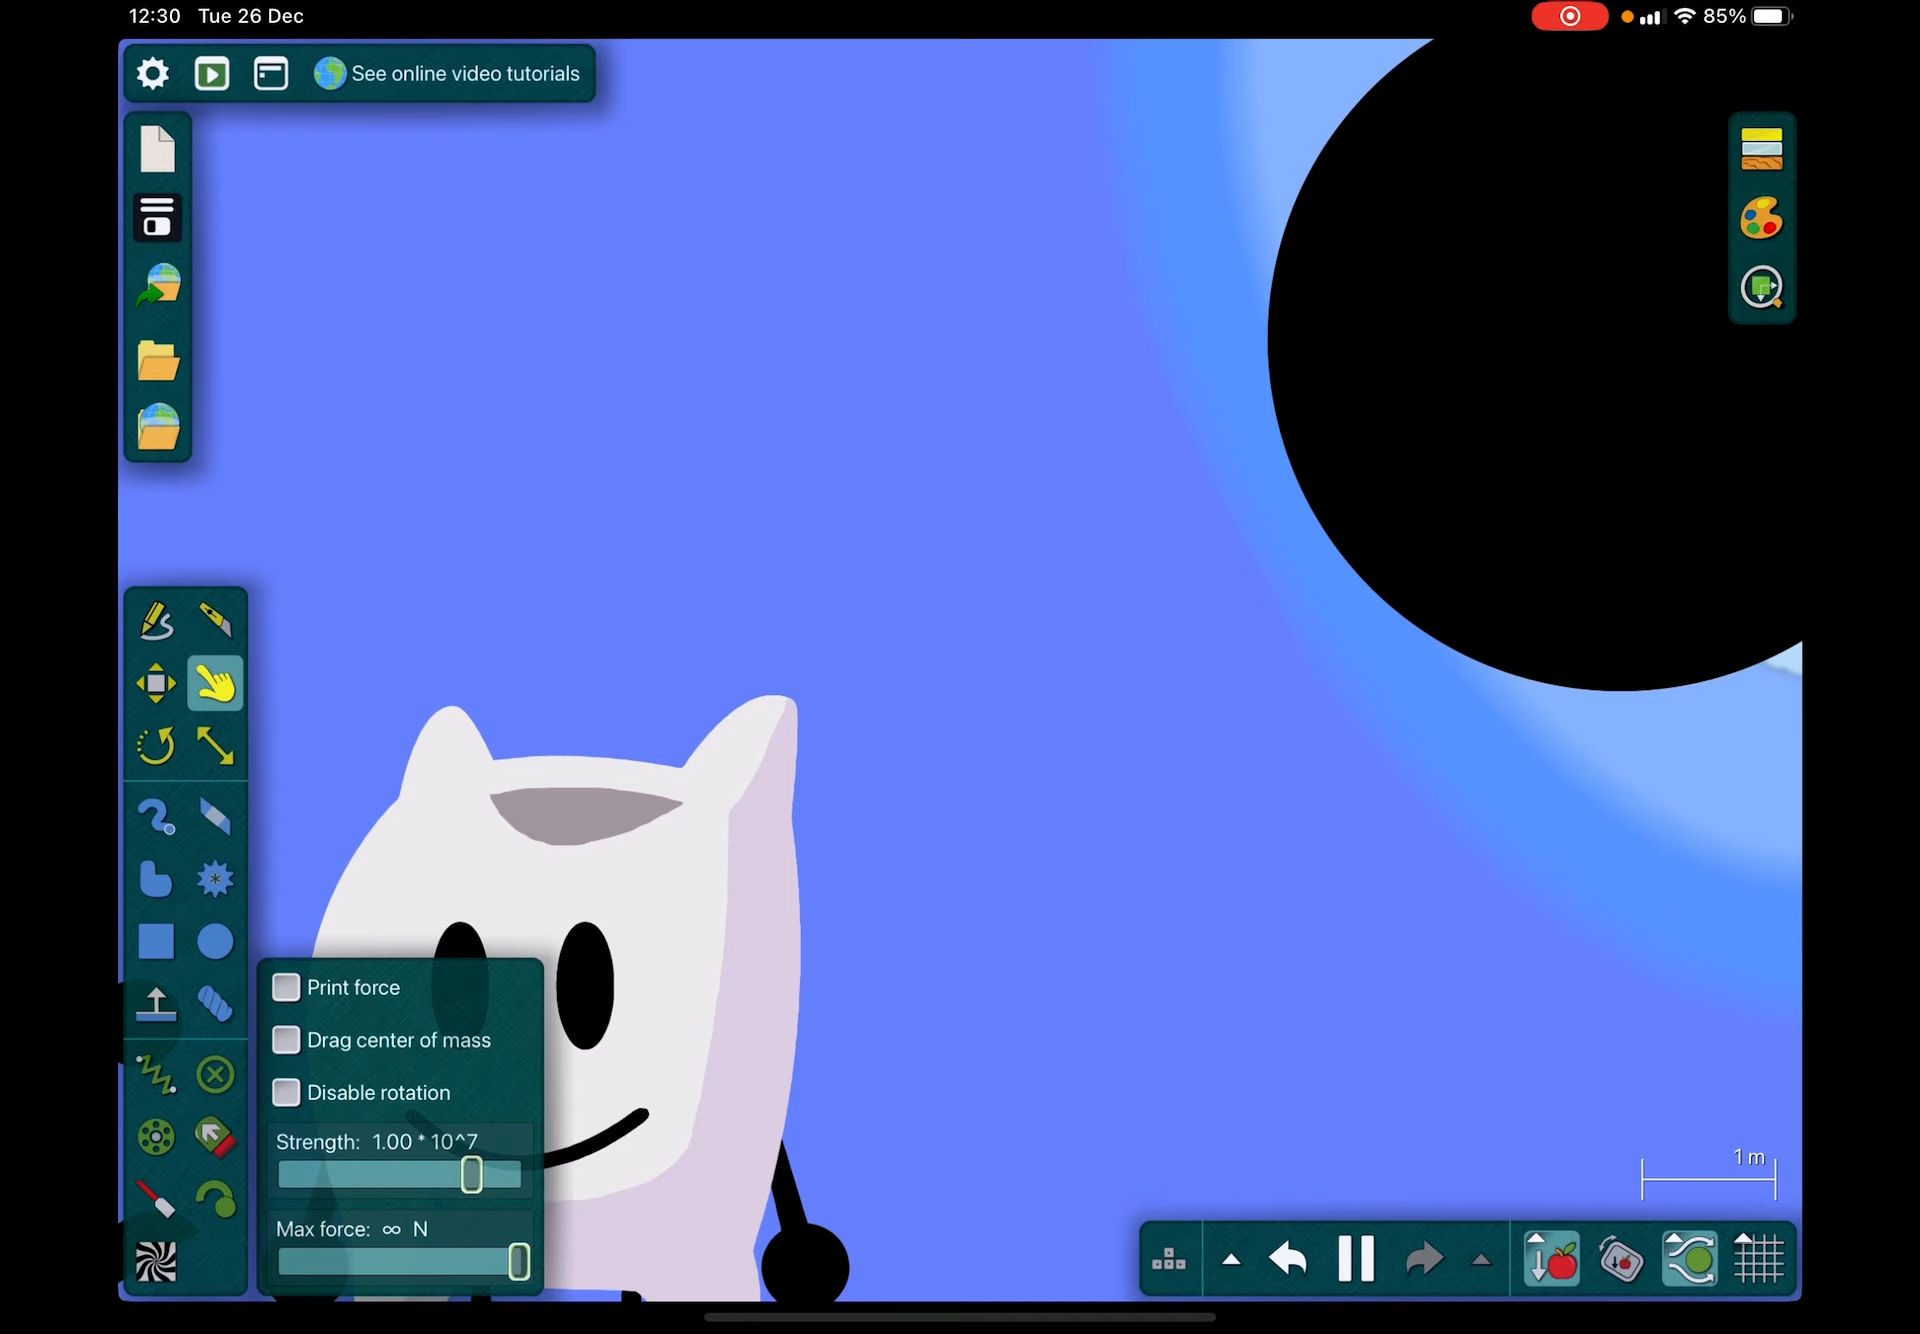 12:30 Tue 26 Dec
85%
See online video tutorials
Print force
Drag center of mass
Disable rotation
Strength: 1.00 * 10^7
Max force: ∞ N
1 m